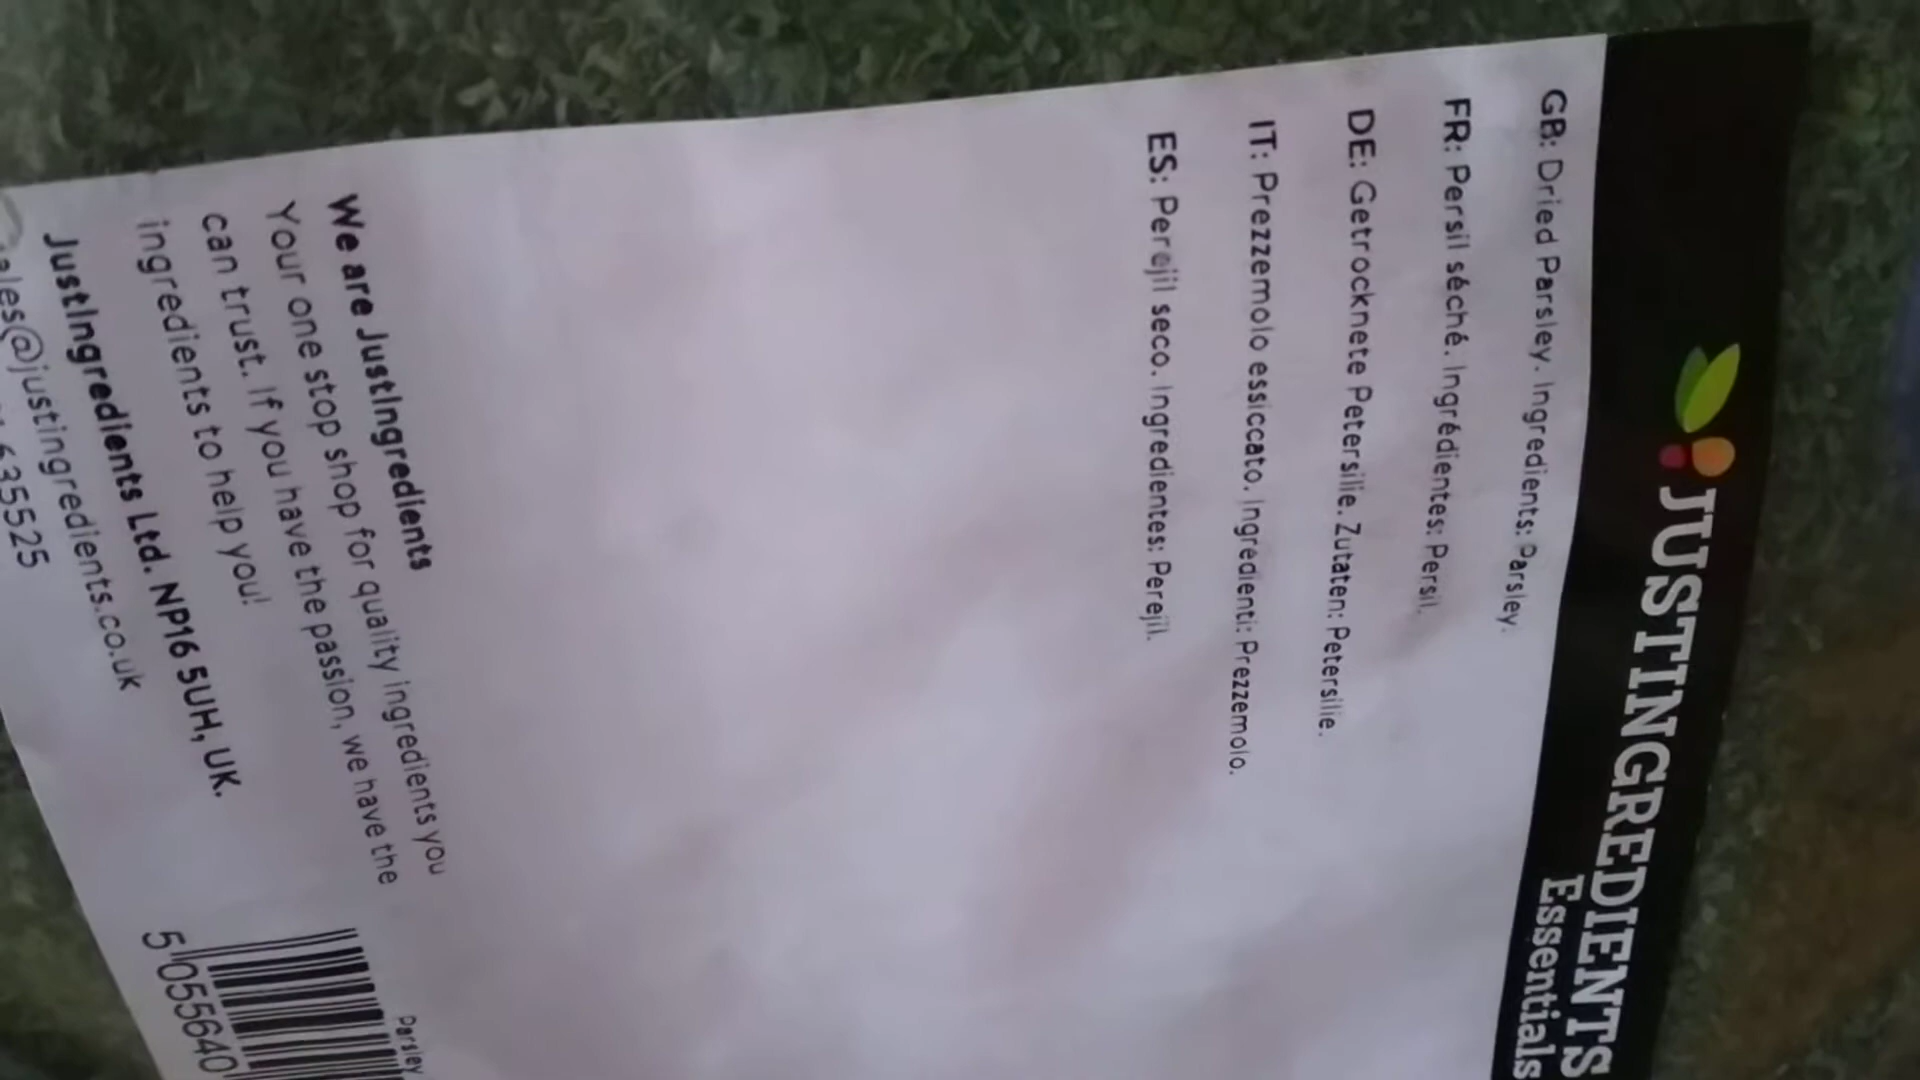 JUSTINGREDIENTS
Essentials
GB: Dried Parsley. Ingredients: Parsley.
FR: Persil séché. Ingrédientes: Persil.
DE: Getrocknete Petersilie. Zutaten: Petersilie.
IT: Prezzemolo essiccato. Ingredienti: Prezzemolo.
ES: Perejil seco. Ingredientes: Perejil.
We are JustIngredients
Your one stop shop for quality ingredients you
can trust. If you have the passion, we have the
ingredients to help you!
JustIngredients Ltd. NP16 5UH, UK.
ales@justingredients.co.uk
635525
Parsley
5 055640